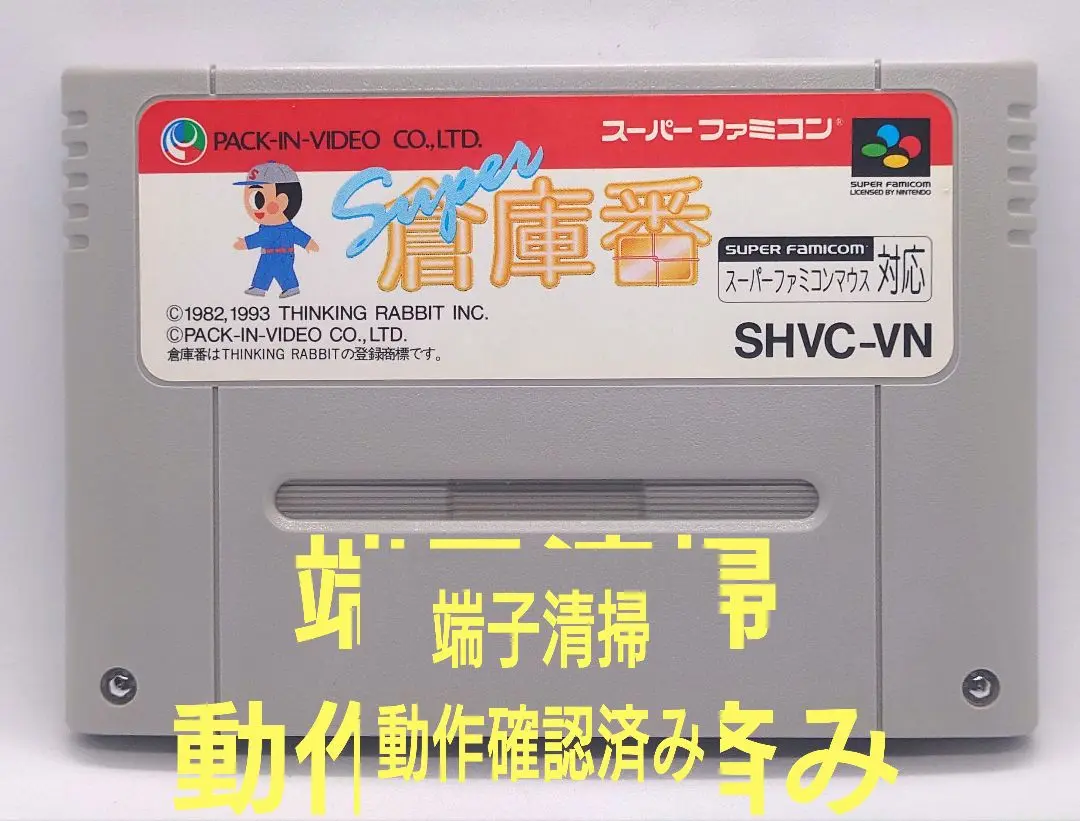 PACK-IN-VIDEO CO.,LTD.
スーパーファミコン®
SUPER FAMICOM
LICENSED BY NINTENDO
S
Super
倉庫番
SUPER FAMICOM
スーパーファミコンマウス対応
©1982,1993 THINKING RABBIT INC.
©PACK-IN-VIDEO CO.,LTD.
倉庫番はTHINKING RABBITの登録商標です。
SHVC-VN
端子清掃
動作確認済み